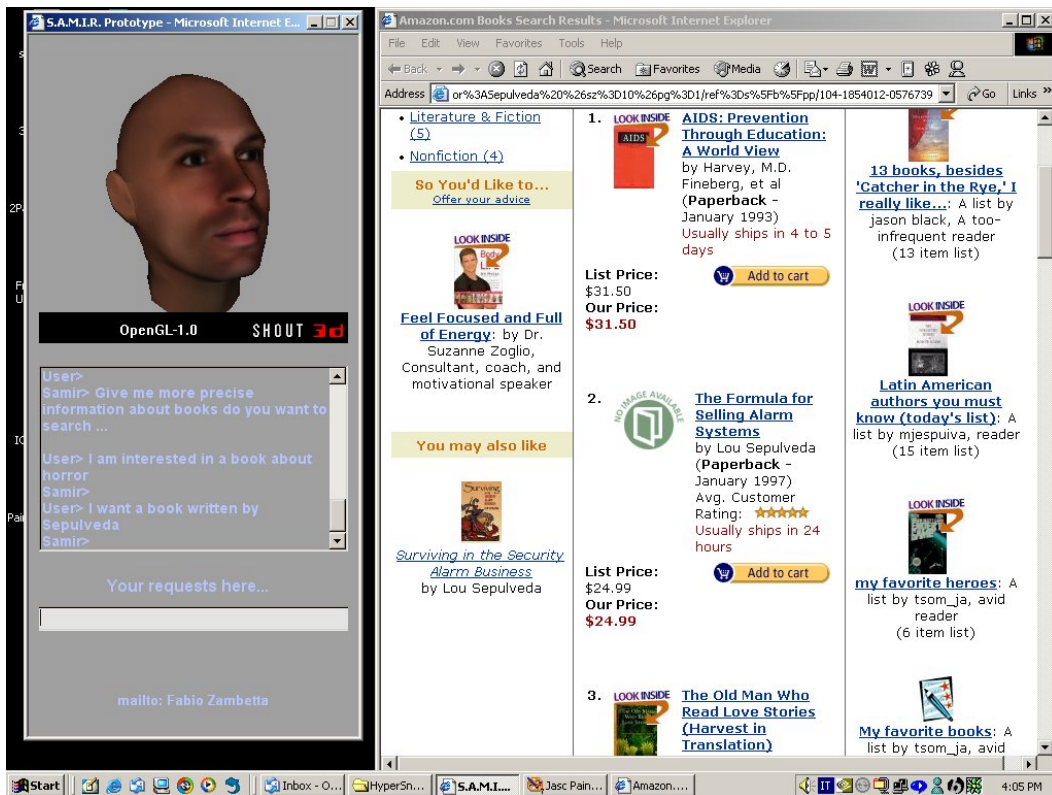 S.A.M.I.R. Prototype - Microsoft Internet E...
OpenGL-1.0 SHOUT 3d
User>
Samir> Give me more precise
information about books do you want to
search ...
User> I am interested in a book about
horror
Samir>
User> I want a book written by
Sepulveda
Samir>
Your requests here...
mailto: Fabio Zambetta
Amazon.com Books Search Results - Microsoft Internet Explorer
File Edit View Favorites Tools Help
Back Search Favorites Media
Address or%3ASepulveda%20%26sz%3D10%26pg%3D1/ref%3Ds%5Fb%5Fpp/104-1854012-0576739 Go Links »
• Literature & Fiction
(5)
• Nonfiction (4)
So You'd Like to...
Offer your advice
LOOK INSIDE
Body
Feel Focused and Full
of Energy: by Dr.
Suzanne Zoglio,
Consultant, coach, and
motivational speaker
You may also like
Surviving
Surviving in the Security
Alarm Business
by Lou Sepulveda
1. LOOK INSIDE
AIDS
AIDS: Prevention
Through Education:
A World View
by Harvey, M.D.
Fineberg, et al
(Paperback -
January 1993)
Usually ships in 4 to 5
days
List Price:
$31.50
Our Price:
$31.50
Add to cart
2. NO IMAGE AVAILABLE
The Formula for
Selling Alarm
Systems
by Lou Sepulveda
(Paperback -
January 1997)
Avg. Customer
Rating:
Usually ships in 24
hours
List Price:
$24.99
Our Price:
$24.99
Add to cart
3. LOOK INSIDE
The Old Man Who
Read Love Stories
(Harvest in
Translation)
13 books, besides
'Catcher in the Rye,' I
really like...: A list by
jason black, A too-
infrequent reader
(13 item list)
LOOK INSIDE
Latin American
authors you must
know (today's list): A
list by mjespuiva, reader
(15 item list)
LOOK INSIDE
my favorite heroes: A
list by tsom_ja, avid
reader
(6 item list)
My favorite books: A
list by tsom_ja, avid
Start Inbox - O... HyperSn... S.A.M.I.... Jasc Pain... Amazon.... IT 4:05 PM